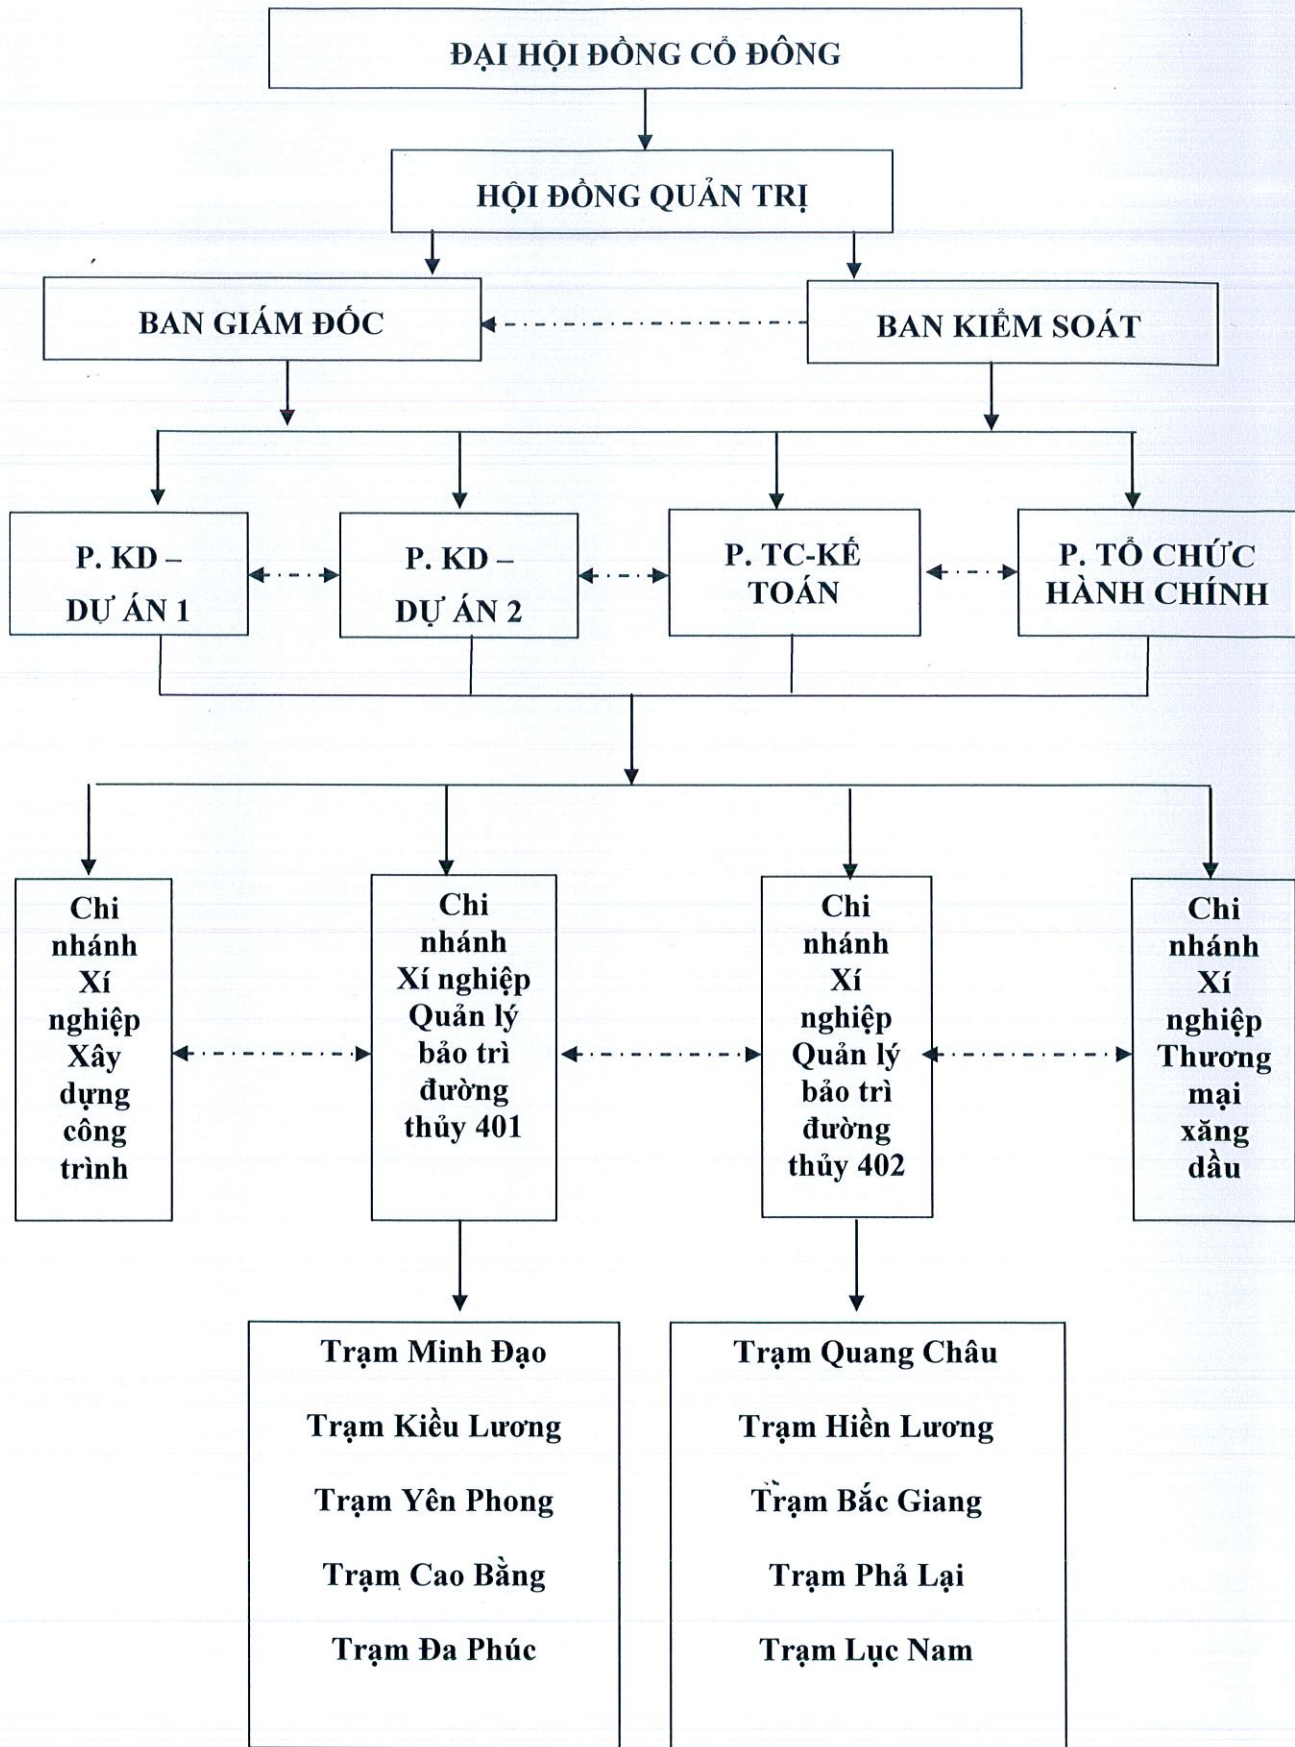 ĐẠI HỘI ĐỒNG CỔ ĐÔNG
HỘI ĐỒNG QUẢN TRỊ
BAN GIÁM ĐỐC
BAN KIỂM SOÁT
P. KD –
DỰ ÁN 1
P. KD –
DỰ ÁN 2
P. TC-KẾ
TOÁN
P. TỔ CHỨC
HÀNH CHÍNH
Chi
nhánh
Xí
nghiệp
Xây
dựng
công
trình
Chi
nhánh
Xí nghiệp
Quản lý
bảo trì
đường
thủy 401
Chi
nhánh
Xí
nghiệp
Quản lý
bảo trì
đường
thủy 402
Chi
nhánh
Xí
nghiệp
Thương
mại
xăng
dầu
Trạm Minh Đạo
Trạm Kiều Lương
Trạm Yên Phong
Trạm Cao Bằng
Trạm Đa Phúc
Trạm Quang Châu
Trạm Hiền Lương
Trạm Bắc Giang
Trạm Phả Lại
Trạm Lục Nam